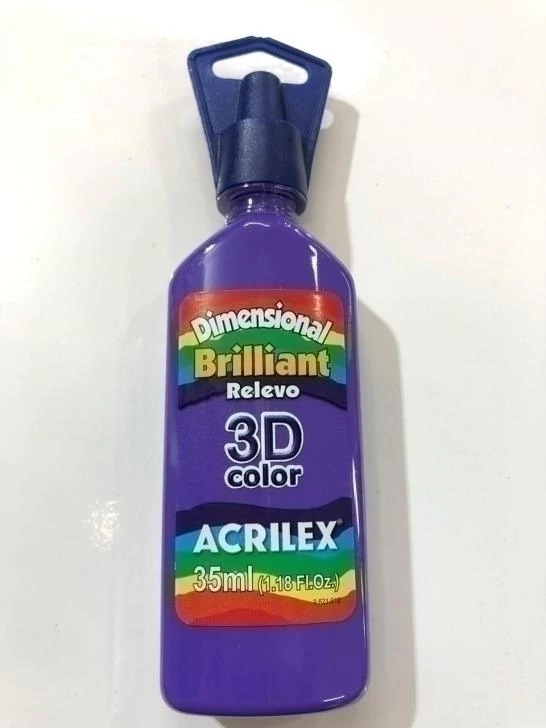 Dimensional
Brilliant
Relevo
3D
color
ACRILEX®
35ml (1.18 Fl.Oz.)